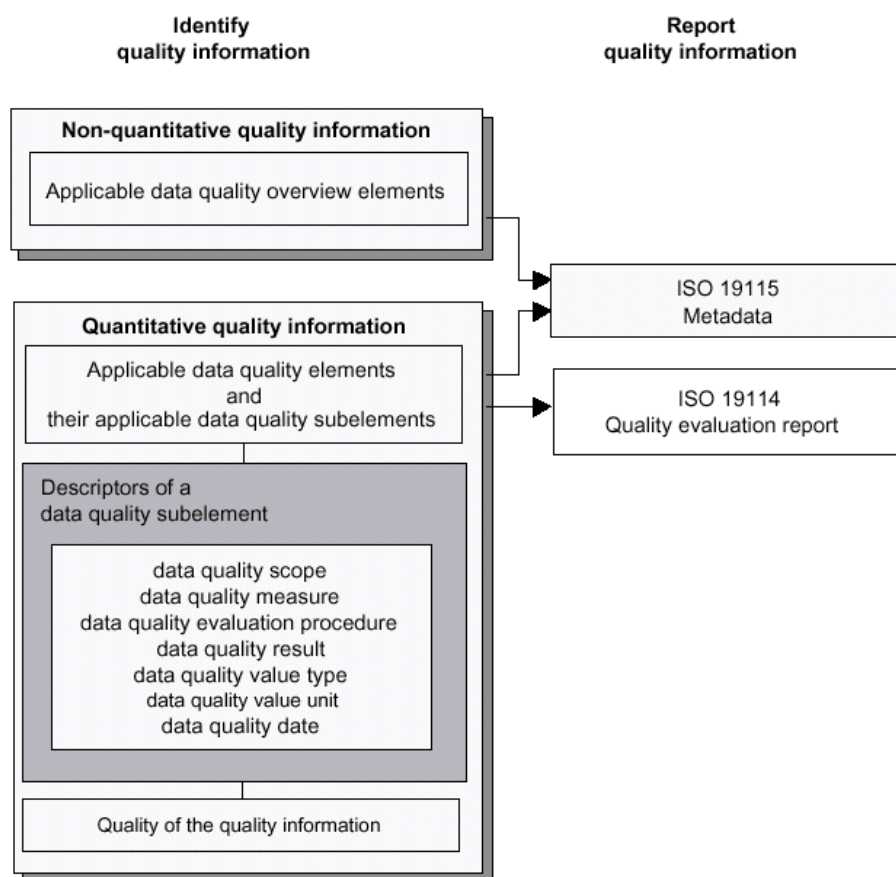 Identify
quality information
Report
quality information
Non-quantitative quality information
Applicable data quality overview elements
ISO 19115
Metadata
Quantitative quality information
Applicable data quality elements
and
their applicable data quality subelements
ISO 19114
Quality evaluation report
Descriptors of a
data quality subelement
data quality scope
data quality measure
data quality evaluation procedure
data quality result
data quality value type
data quality value unit
data quality date
Quality of the quality information